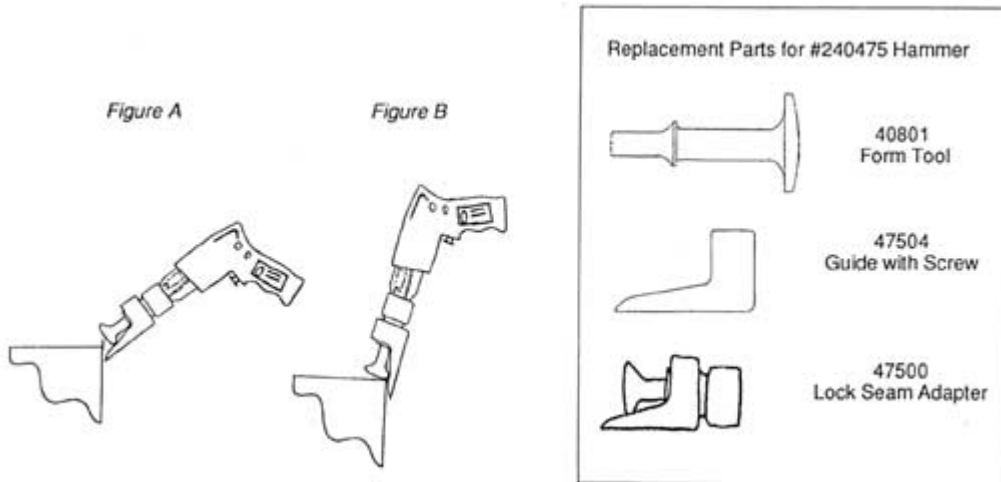 Figure A
Figure B
Replacement Parts for #240475 Hammer
40801
Form Tool
47504
Guide with Screw
47500
Lock Seam Adapter